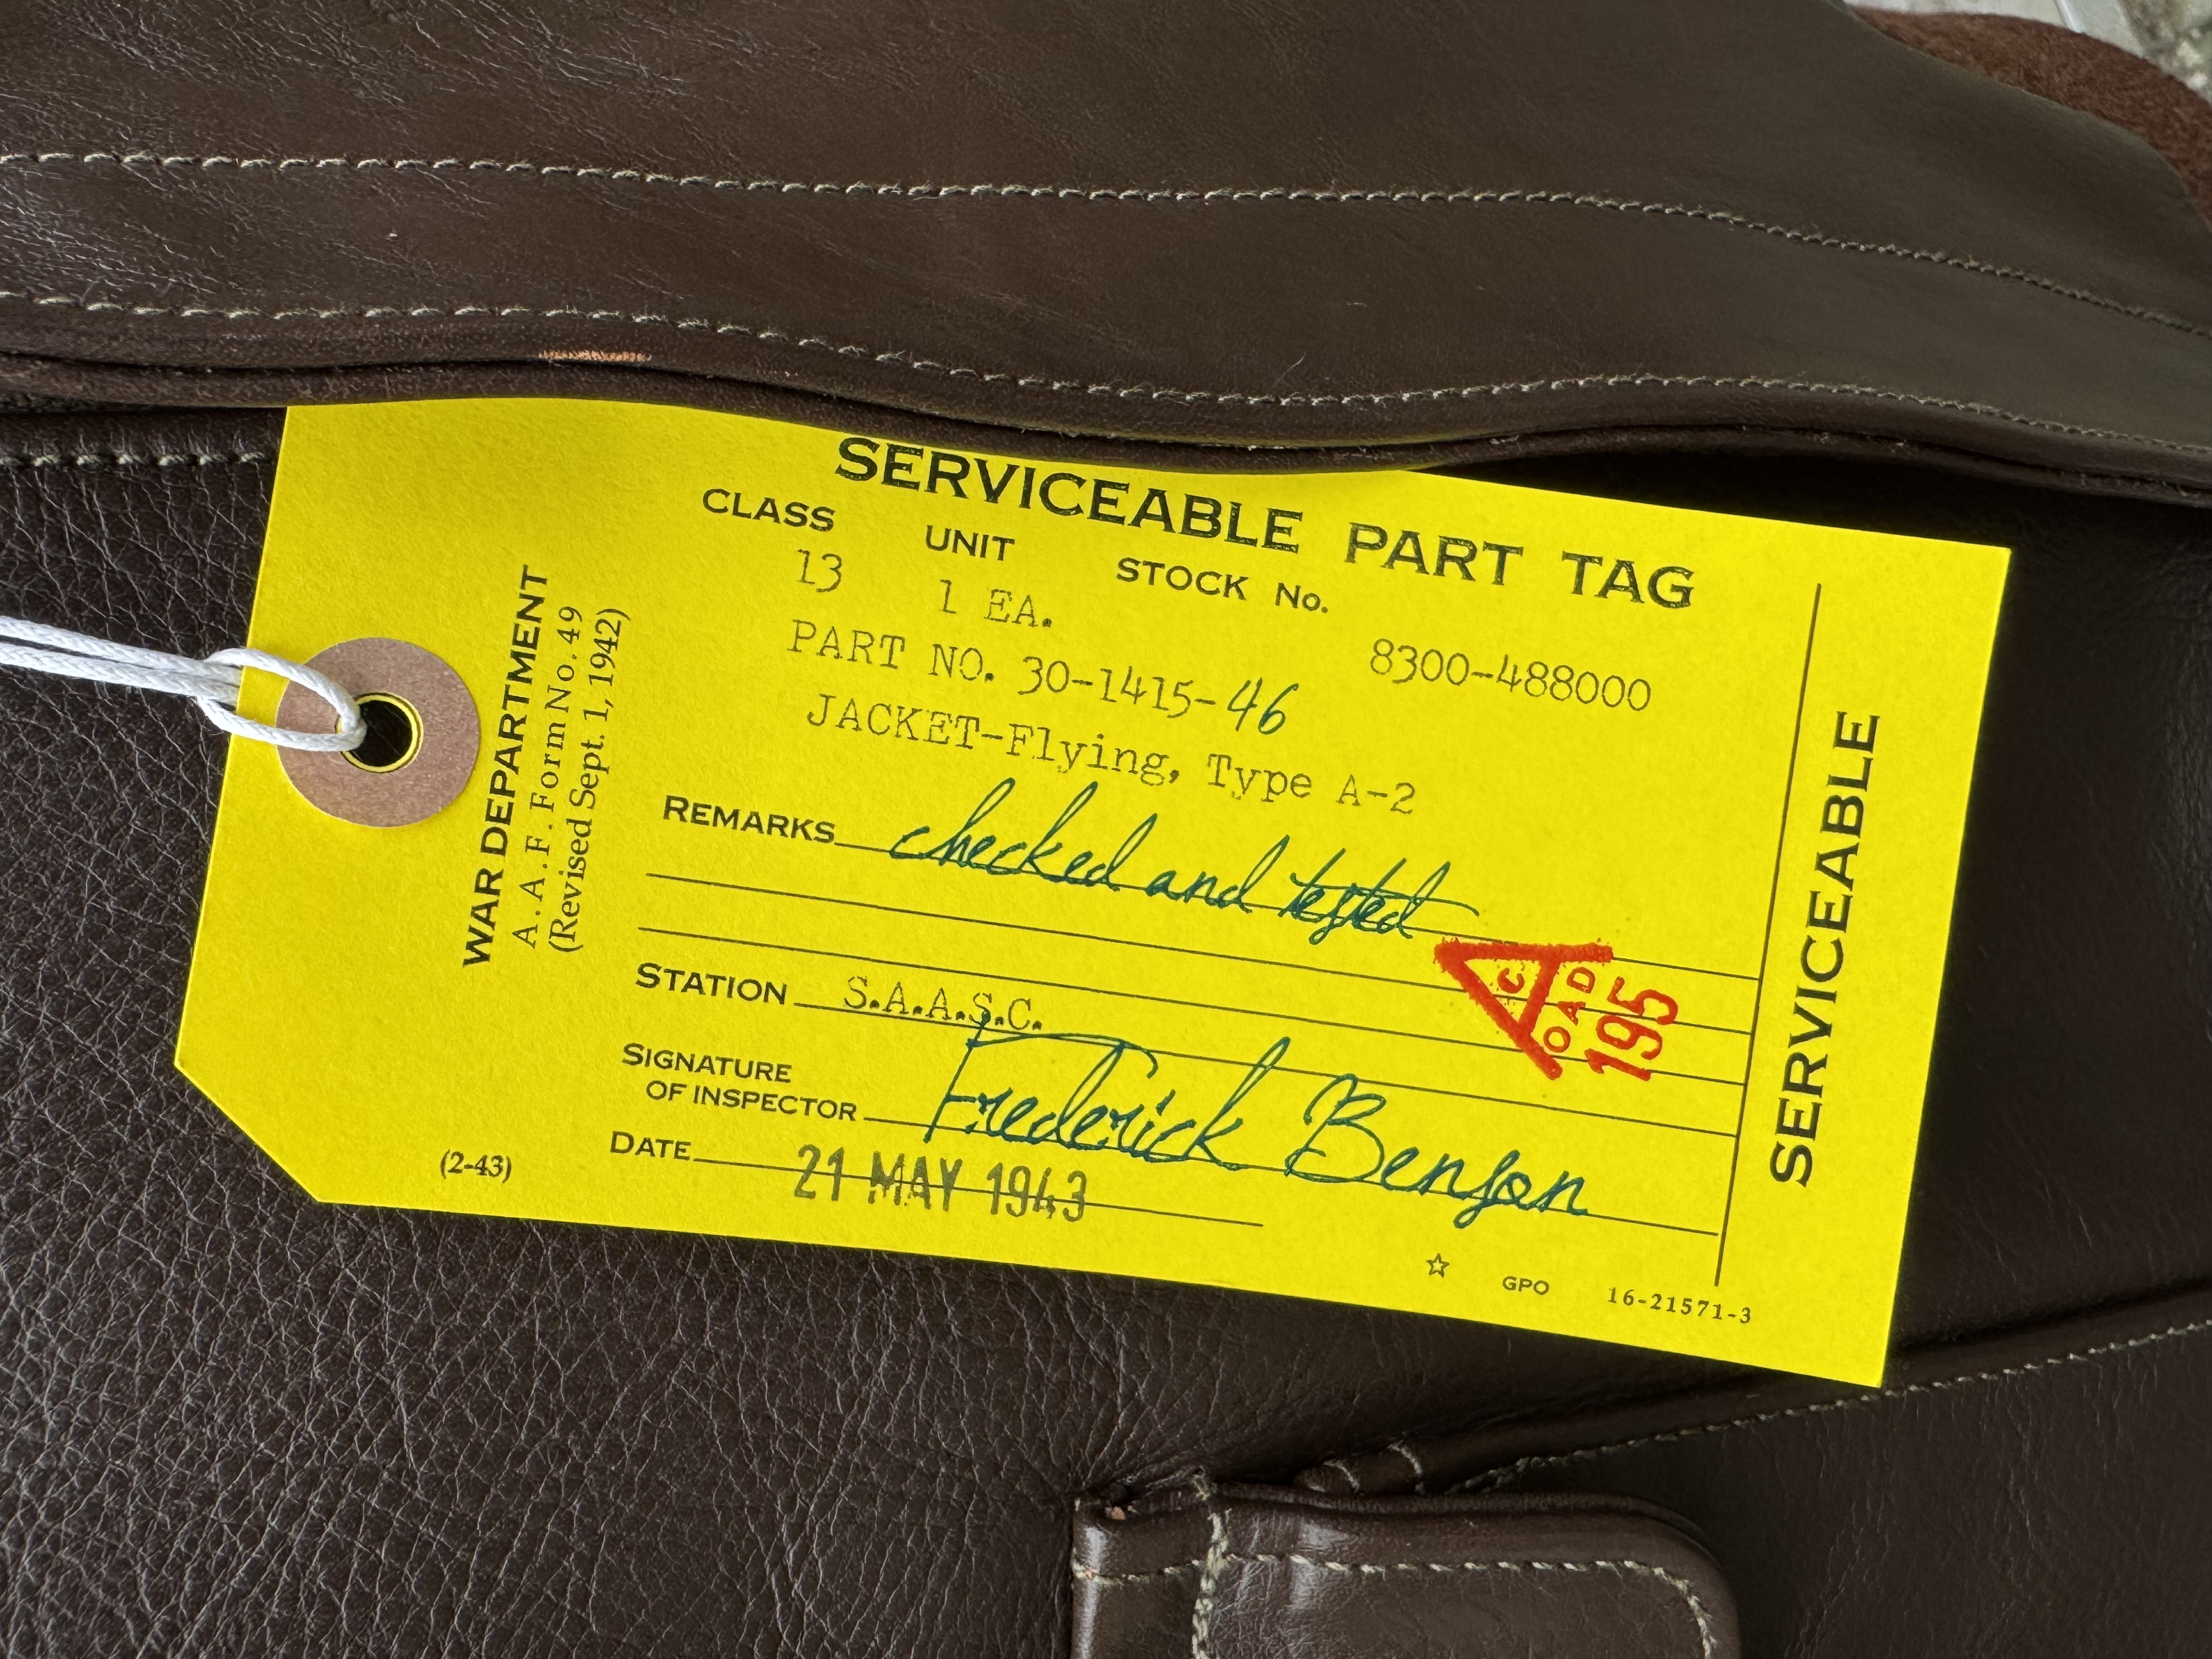 SERVICEABLE PART TAG
CLASS UNIT STOCK No.
13 1 EA. 8300-488000
PART NO. 30-1415-46
JACKET-Flying, Type A-2
REMARKS checked and tested
STATION S.A.A.S.C.
SIGNATURE
OF INSPECTOR Frederick Benson
DATE 21 MAY 1943
WAR DEPARTMENT
A.A.F. Form No. 49
(Revised Sept. 1, 1942)
(2-43)
A C
OAD
195
SERVICEABLE
☆ GPO 16-21571-3